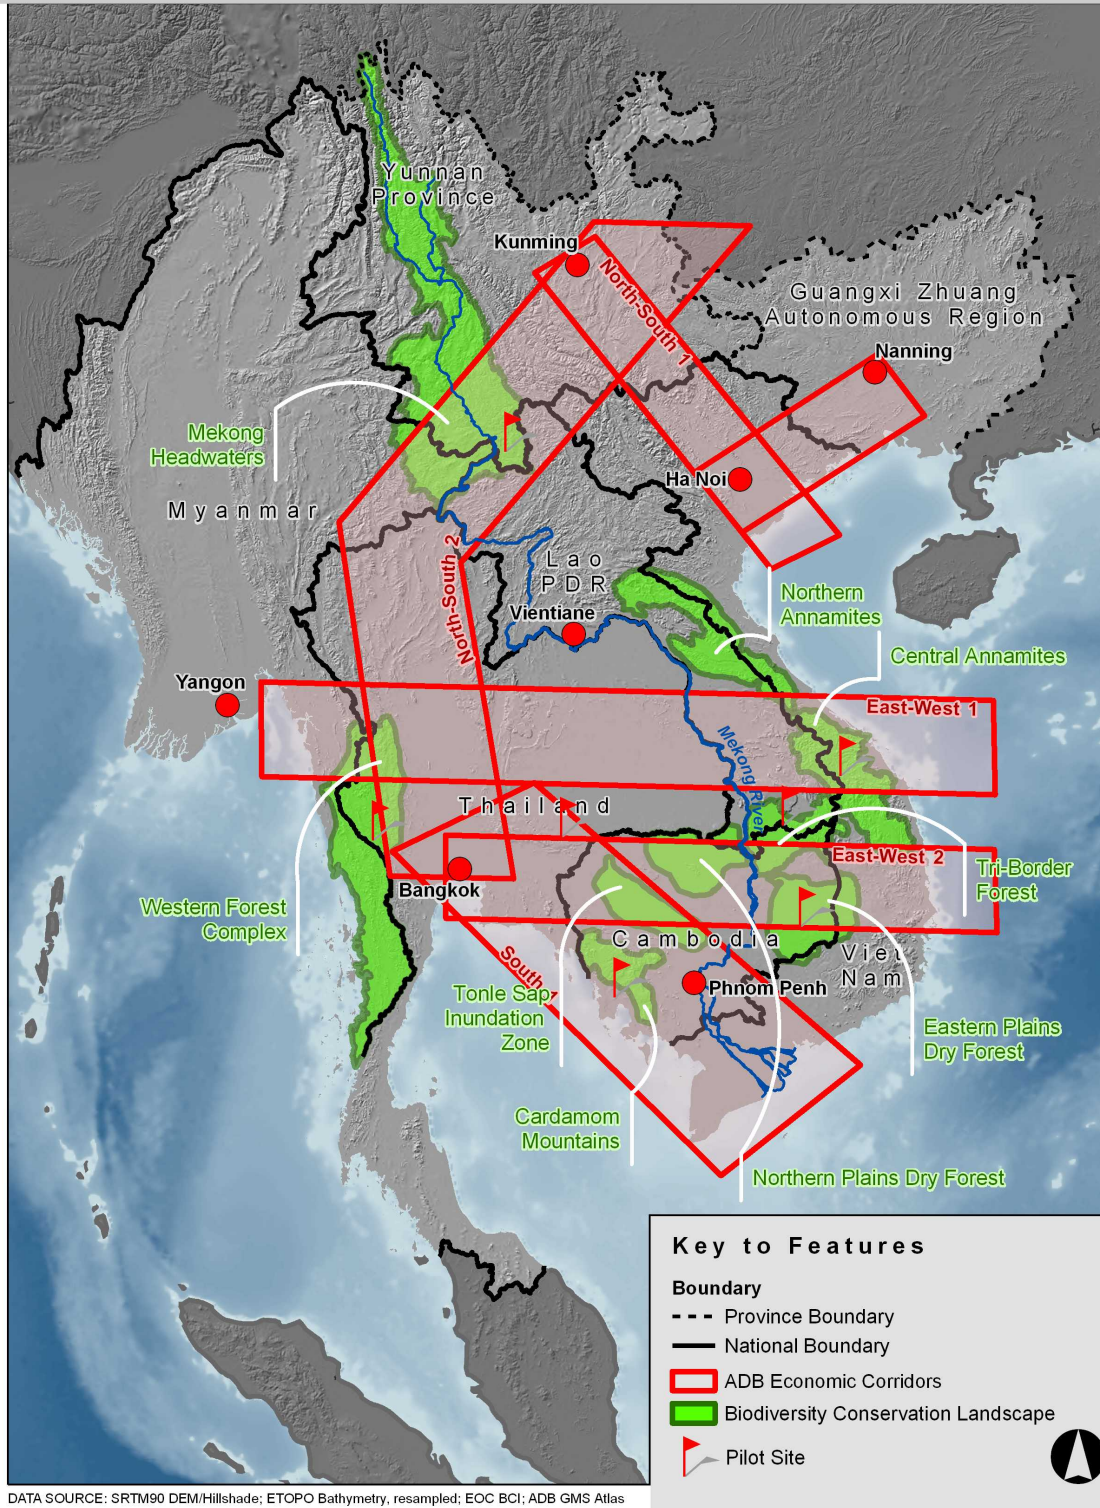 Yunnan
Province
Kunming
North-South 1
Guangxi Zhuang
Autonomous Region
Nanning
Mekong
Headwaters
Ha Noi
Myanmar
North-South 2
Lao
PDR
Northern
Annamites
Vientiane
Central Annamites
Yangon
East-West 1
Mekong River
Thailand
East-West 2
Tri-Border
Forest
Bangkok
Western Forest
Complex
Cambodia
Viet
Nam
South 1
Phnom Penh
Tonle Sap
Inundation
Zone
Eastern Plains
Dry Forest
Cardamom
Mountains
Northern Plains Dry Forest
Key to Features
Boundary
Province Boundary
National Boundary
ADB Economic Corridors
Biodiversity Conservation Landscape
Pilot Site
DATA SOURCE: SRTM90 DEM/Hillshade; ETOPO Bathymetry, resampled; EOC BCI; ADB GMS Atlas